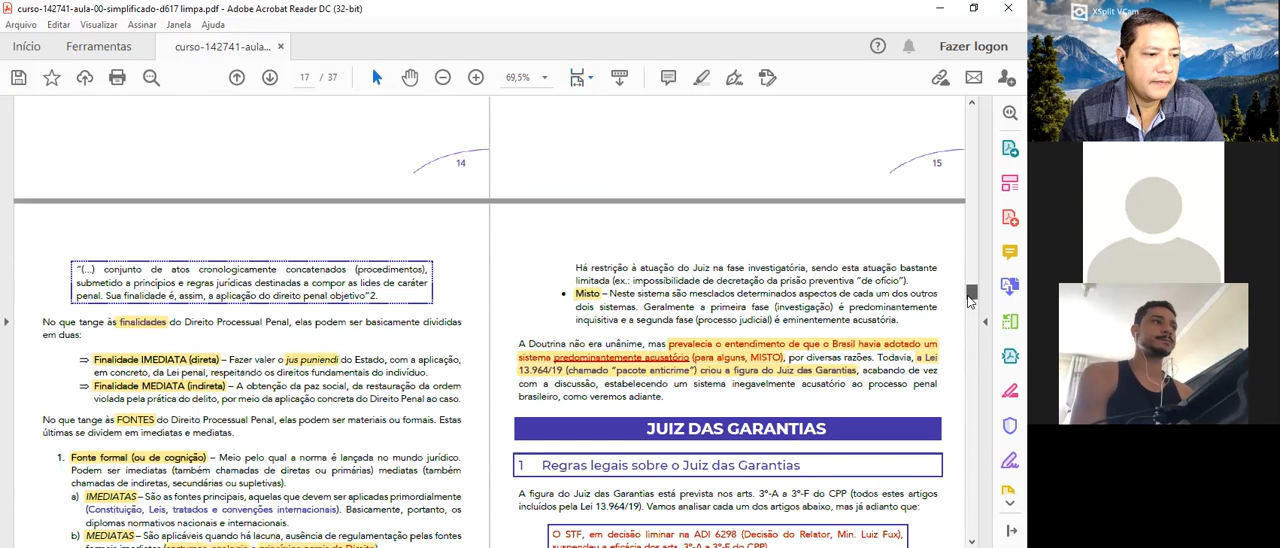 curso-142741-aula-00-simplificado-d617 limpa.pdf - Adobe Acrobat Reader DC (32-bit)
Arquivo Editar Visualizar Assinar Janela Ajuda
Início Ferramentas curso-142741-aula... × Fazer logon
17 / 37 69,5%
XSplit VCam
14
15
"(...) conjunto de atos cronologicamente concatenados (procedimentos),
submetido a princípios e regras jurídicas destinadas a compor as lides de caráter
penal. Sua finalidade é, assim, a aplicação do direito penal objetivo"2.
No que tange às finalidades do Direito Processual Penal, elas podem ser basicamente divididas
em duas:
⇒ Finalidade IMEDIATA (direta) – Fazer valer o jus puniendi do Estado, com a aplicação,
em concreto, da Lei penal, respeitando os direitos fundamentais do indivíduo.
⇒ Finalidade MEDIATA (indireta) – A obtenção da paz social, da restauração da ordem
violada pela prática do delito, por meio da aplicação concreta do Direito Penal ao caso.
No que tange às FONTES do Direito Processual Penal, elas podem ser materiais ou formais. Estas
últimas se dividem em imediatas e mediatas.
1. Fonte formal (ou de cognição) – Meio pelo qual a norma é lançada no mundo jurídico.
Podem ser imediatas (também chamadas de diretas ou primárias) mediatas (também
chamadas de indiretas, secundárias ou supletivas).
a) IMEDIATAS – São as fontes principais, aquelas que devem ser aplicadas primordialmente
(Constituição, Leis, tratados e convenções internacionais). Basicamente, portanto, os
diplomas normativos nacionais e internacionais.
b) MEDIATAS – São aplicáveis quando há lacuna, ausência de regulamentação pelas fontes
formais imediatas (costumes, analogia e princípios gerais do Direito).
Há restrição à atuação do Juiz na fase investigatória, sendo esta atuação bastante
limitada (ex.: impossibilidade de decretação da prisão preventiva "de ofício").
• Misto – Neste sistema são mesclados determinados aspectos de cada um dos outros
dois sistemas. Geralmente a primeira fase (investigação) é predominantemente
inquisitiva e a segunda fase (processo judicial) é eminentemente acusatória.
A Doutrina não era unânime, mas prevalecia o entendimento de que o Brasil havia adotado um
sistema predominantemente acusatório (para alguns, MISTO), por diversas razões. Todavia, a Lei
13.964/19 (chamado "pacote anticrime") criou a figura do Juiz das Garantias, acabando de vez
com a discussão, estabelecendo um sistema inegavelmente acusatório ao processo penal
brasileiro, como veremos adiante.
JUIZ DAS GARANTIAS
1 Regras legais sobre o Juiz das Garantias
A figura do Juiz das Garantias está prevista nos arts. 3º-A a 3º-F do CPP (todos estes artigos
incluídos pela Lei 13.964/19). Vamos analisar cada um dos artigos abaixo, mas já adianto que:
O STF, em decisão liminar na ADI 6298 (Decisão do Relator, Min. Luiz Fux),
suspendeu a eficácia dos arts. 3º-A a 3º-F do CPP)